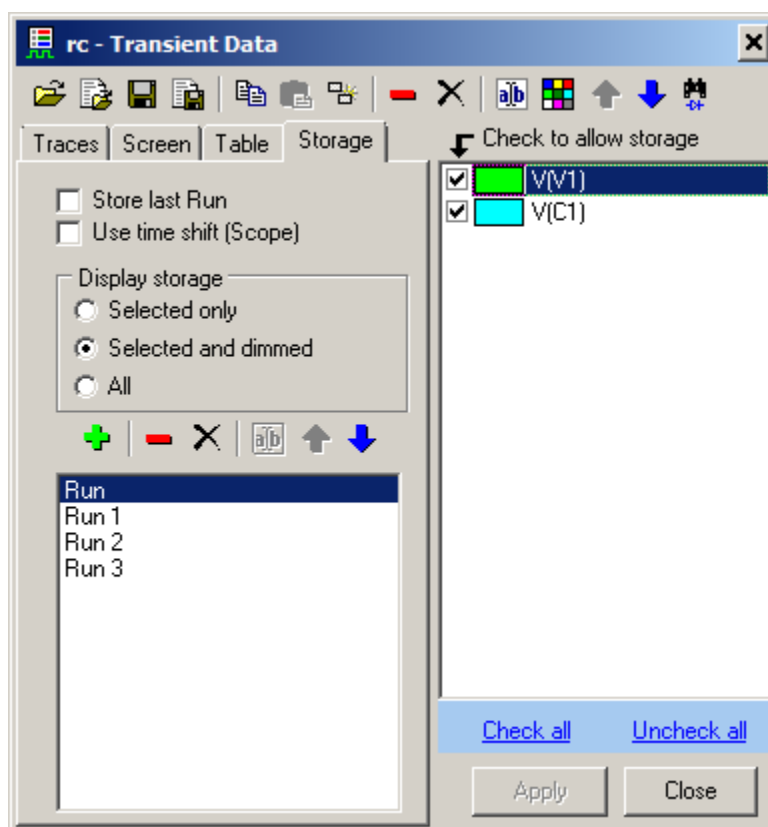 rc - Transient Data
Traces
Screen
Table
Storage
Store last Run
Use time shift (Scope)
Display storage
Selected only
Selected and dimmed
All
Run
Run 1
Run 2
Run 3
Check to allow storage
V(V1)
V(C1)
Check all
Uncheck all
Apply
Close